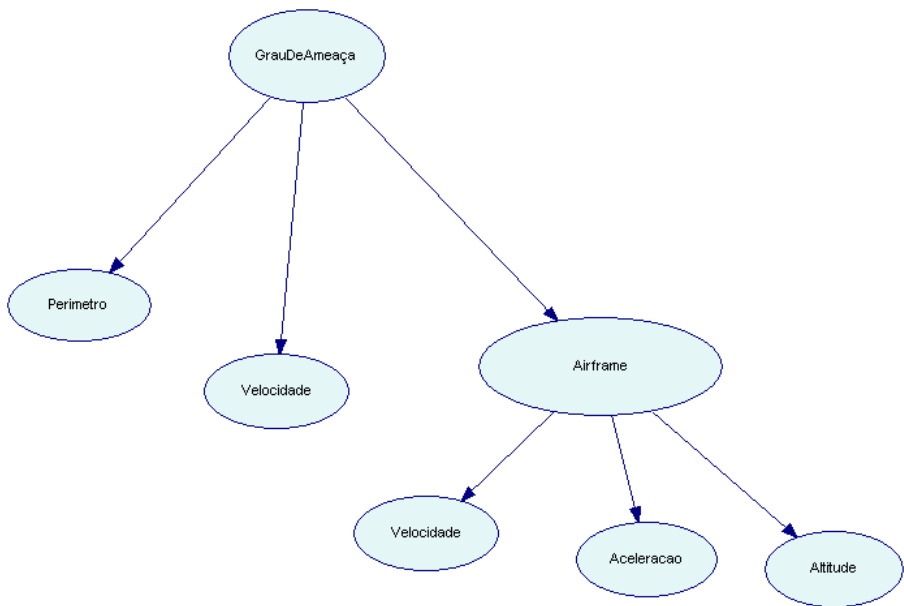 GrauDeAmeaça
Perimetro
Velocidade
Airframe
Velocidade
Aceleracao
Altitude